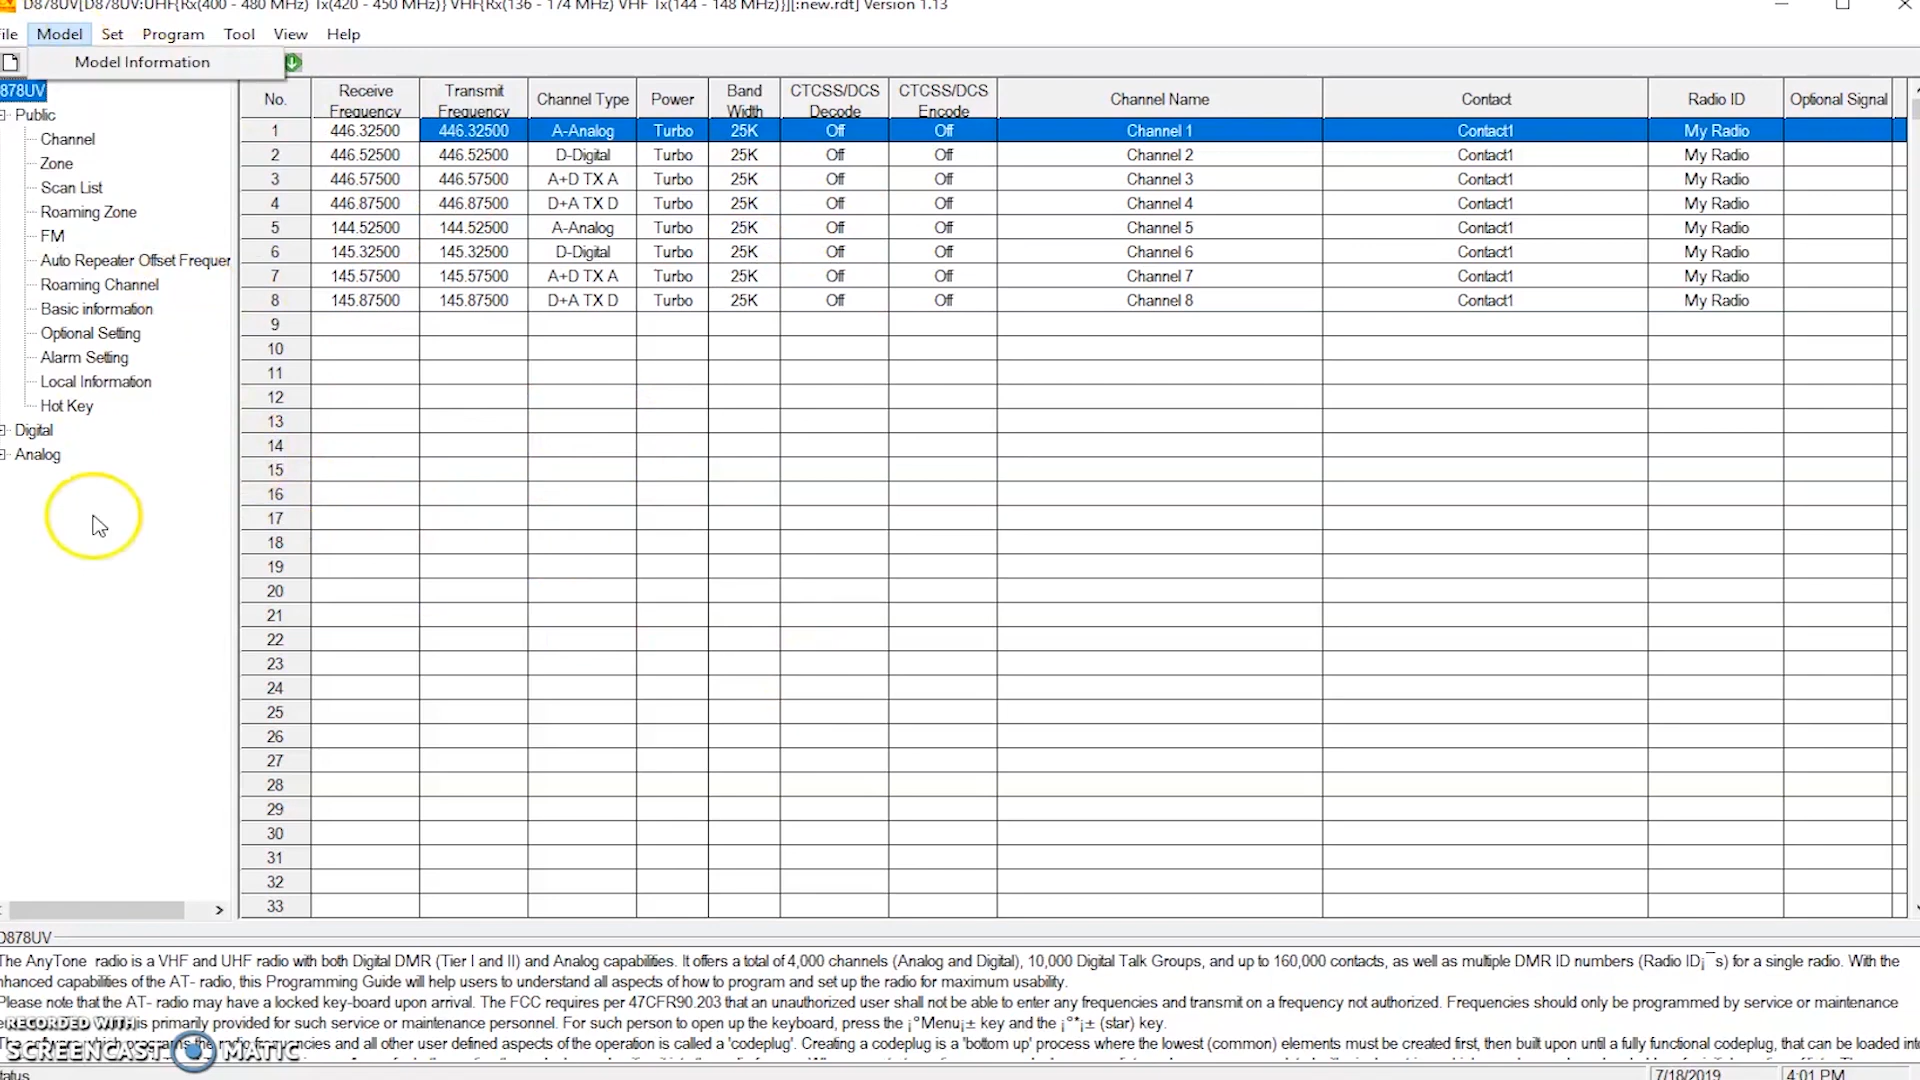 D878UV[D878UV:UHF{Rx(400 - 480 MHz) Tx(420 - 450 MHz)} VHF{Rx(136 - 174 MHz) VHF Tx(144 - 148 MHz)}][:new.rdt] Version 1.13
ile Model Set Program Tool View Help
Model Information
878UV
Public
Channel
Zone
Scan List
Roaming Zone
FM
Auto Repeater Offset Frequer
Roaming Channel
Basic information
Optional Setting
Alarm Setting
Local Information
Hot Key
Digital
Analog
No. Receive Frequency Transmit Frequency Channel Type Power Band Width CTCSS/DCS Decode CTCSS/DCS Encode Channel Name Contact Radio ID Optional Signal
1 446.32500 446.32500 A-Analog Turbo 25K Off Off Channel 1 Contact1 My Radio
2 446.52500 446.52500 D-Digital Turbo 25K Off Off Channel 2 Contact1 My Radio
3 446.57500 446.57500 A+D TX A Turbo 25K Off Off Channel 3 Contact1 My Radio
4 446.87500 446.87500 D+A TX D Turbo 25K Off Off Channel 4 Contact1 My Radio
5 144.52500 144.52500 A-Analog Turbo 25K Off Off Channel 5 Contact1 My Radio
6 145.32500 145.32500 D-Digital Turbo 25K Off Off Channel 6 Contact1 My Radio
7 145.57500 145.57500 A+D TX A Turbo 25K Off Off Channel 7 Contact1 My Radio
8 145.87500 145.87500 D+A TX D Turbo 25K Off Off Channel 8 Contact1 My Radio
9
10
11
12
13
14
15
16
17
18
19
20
21
22
23
24
25
26
27
28
29
30
31
32
33
D878UV
The AnyTone radio is a VHF and UHF radio with both Digital DMR (Tier I and II) and Analog capabilities. It offers a total of 4,000 channels (Analog and Digital), 10,000 Digital Talk Groups, and up to 160,000 contacts, as well as multiple DMR ID numbers (Radio ID¡¯s) for a single radio. With the
nhanced capabilities of the AT- radio, this Programming Guide will help users to understand all aspects of how to program and set up the radio for maximum usability.
Please note that the AT- radio may have a locked key-board upon arrival. The FCC requires per 47CFR90.203 that an unauthorized user shall not be able to enter any frequencies and transmit on a frequency not authorized. Frequencies should only be programmed by service or maintenance
is primarily provided for such service or maintenance personnel. For such person to open up the keyboard, press the ¡°Menu¡± key and the ¡°*¡± (star) key.
The software which programs the radio frequencies and all other user defined aspects of the operation is called a 'codeplug'. Creating a codeplug is a 'bottom up' process where the lowest (common) elements must be created first, then built upon until a fully functional codeplug, that can be loaded into
RECORDED WITH
SCREENCAST MATIC
tatus 7/18/2019 4:01 PM